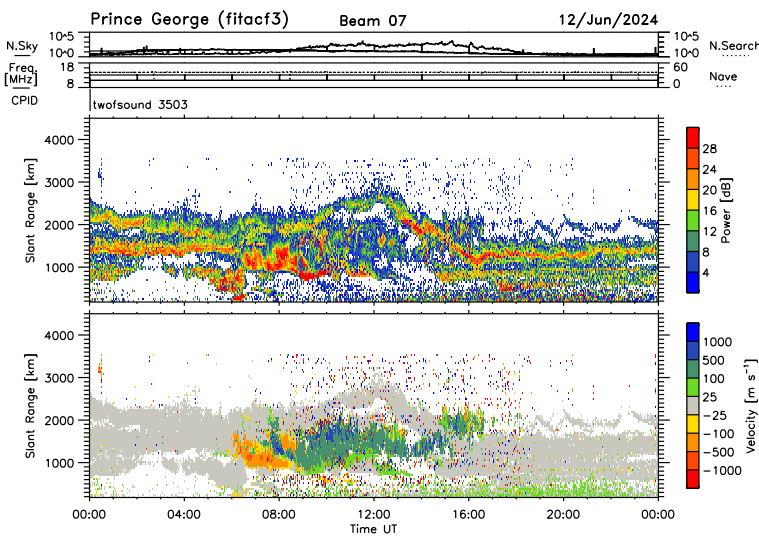 Prince George (fitacf3) Beam 07 12/Jun/2024
N.Sky 10^5 10^0 10^5 10^0 N.Search
Freq [MHz] 18 8 60 0 Nave
CPID twofsound 3503
Slant Range [km] 4000 3000 2000 1000
Power [dB] 28 24 20 16 12 8 4
Slant Range [km] 4000 3000 2000 1000
Velocity [m s⁻¹] 1000 500 100 25 -25 -100 -500 -1000
00:00 04:00 08:00 12:00 16:00 20:00 00:00
Time UT